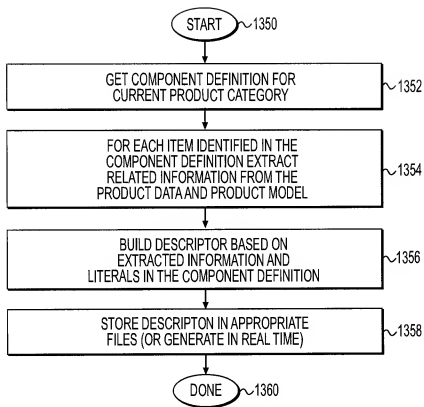 START 1350
GET COMPONENT DEFINITION FOR
CURRENT PRODUCT CATEGORY
1352
FOR EACH ITEM IDENTIFIED IN THE
COMPONENT DEFINITION EXTRACT
RELATED INFORMATION FROM THE
PRODUCT DATA AND PRODUCT MODEL
1354
BUILD DESCRIPTOR BASED ON
EXTRACTED INFORMATION AND
LITERALS IN THE COMPONENT DEFINITION
1356
STORE DESCRIPTON IN APPROPRIATE
FILES (OR GENERATE IN REAL TIME)
1358
DONE 1360